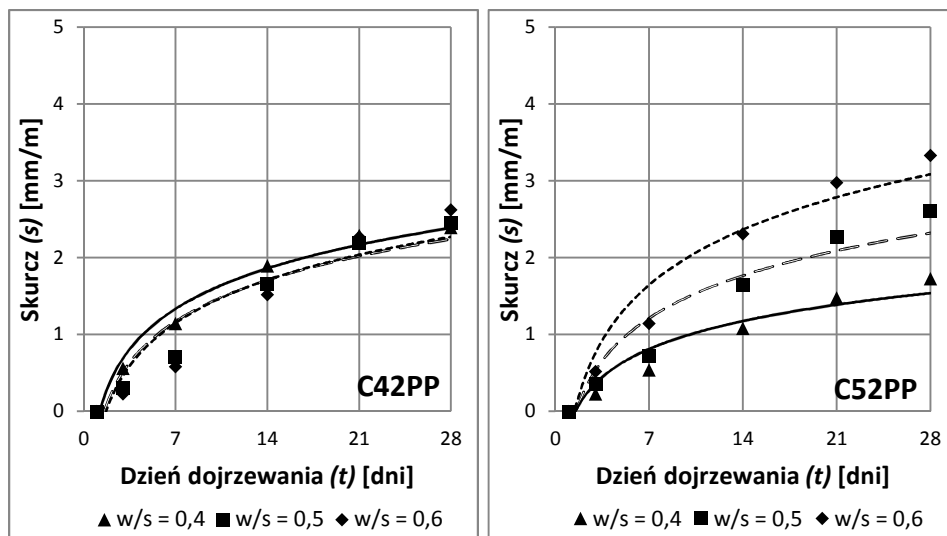 5
4
3
2
1
0
Skurcz (s) [mm/m]
C42PP
0 7 14 21 28
Dzień dojrzewania (t) [dni]
w/s = 0,4 w/s = 0,5 w/s = 0,6
5
4
3
2
1
0
Skurcz (s) [mm/m]
C52PP
0 7 14 21 28
Dzień dojrzewania (t) [dni]
w/s = 0,4 w/s = 0,5 w/s = 0,6